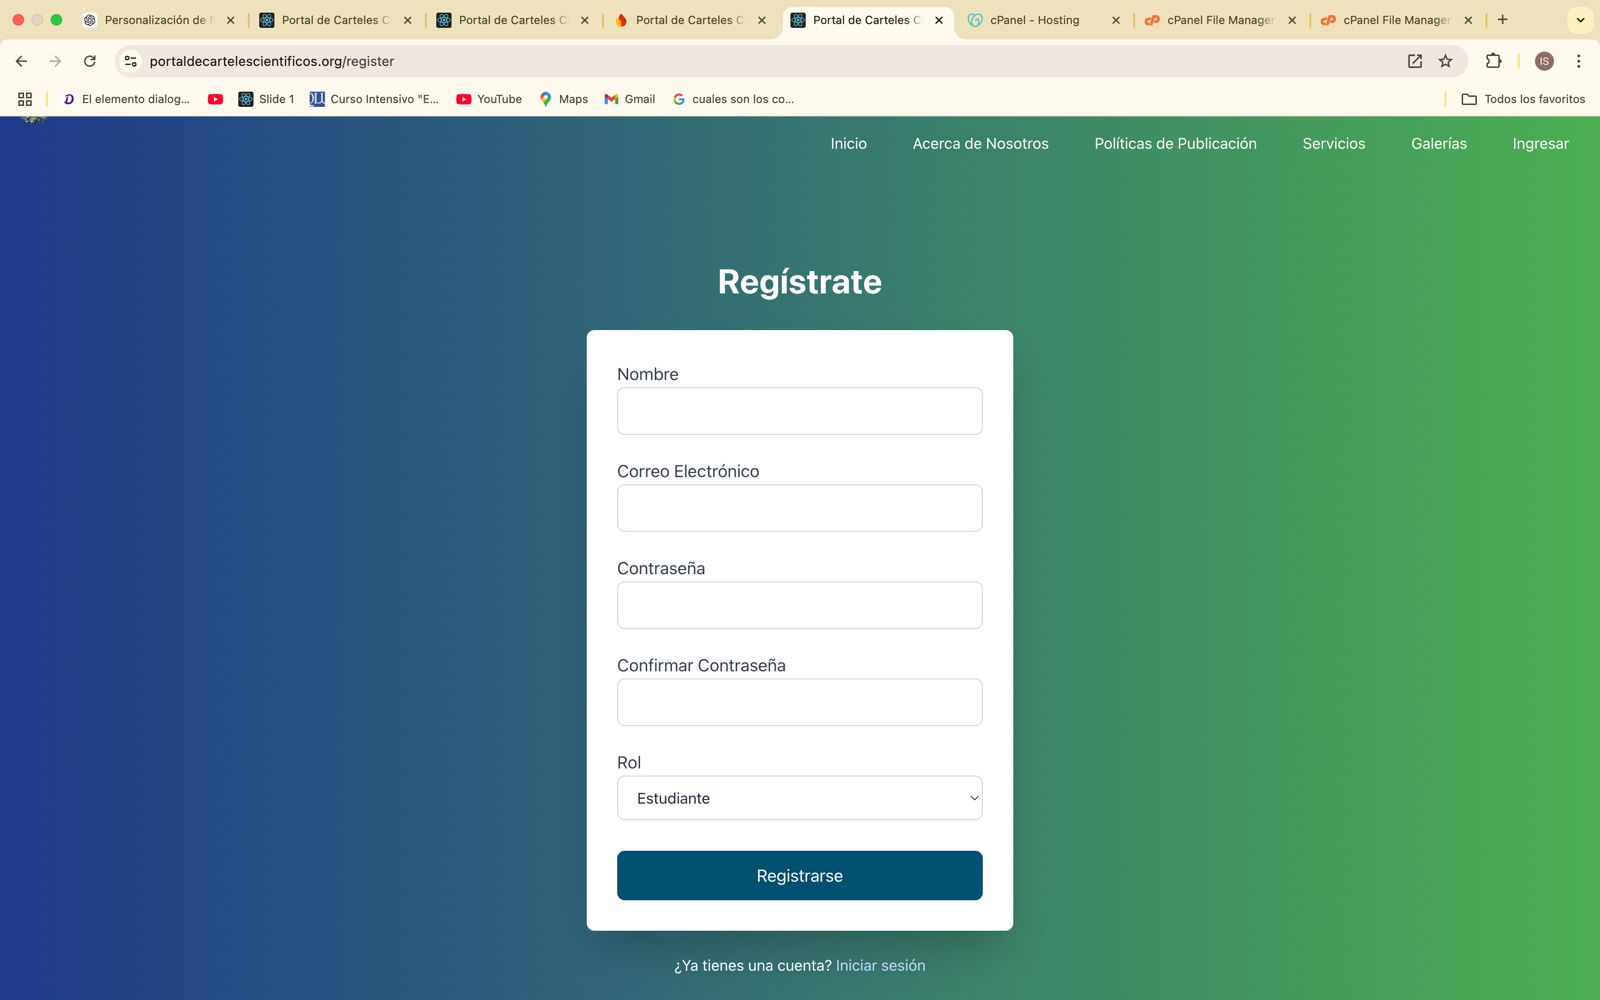 Personalización de f
Portal de Carteles C
Portal de Carteles C
Portal de Carteles C
Portal de Carteles C
cPanel - Hosting
cPanel File Manager
cPanel File Manager
portaldecartelescientificos.org/register
IS
El elemento dialog...
Slide 1
Curso Intensivo "E...
YouTube
Maps
Gmail
cuales son los co...
Todos los favoritos
Inicio
Acerca de Nosotros
Políticas de Publicación
Servicios
Galerías
Ingresar
Regístrate
Nombre
Correo Electrónico
Contraseña
Confirmar Contraseña
Rol
Estudiante
Registrarse
¿Ya tienes una cuenta? Iniciar sesión